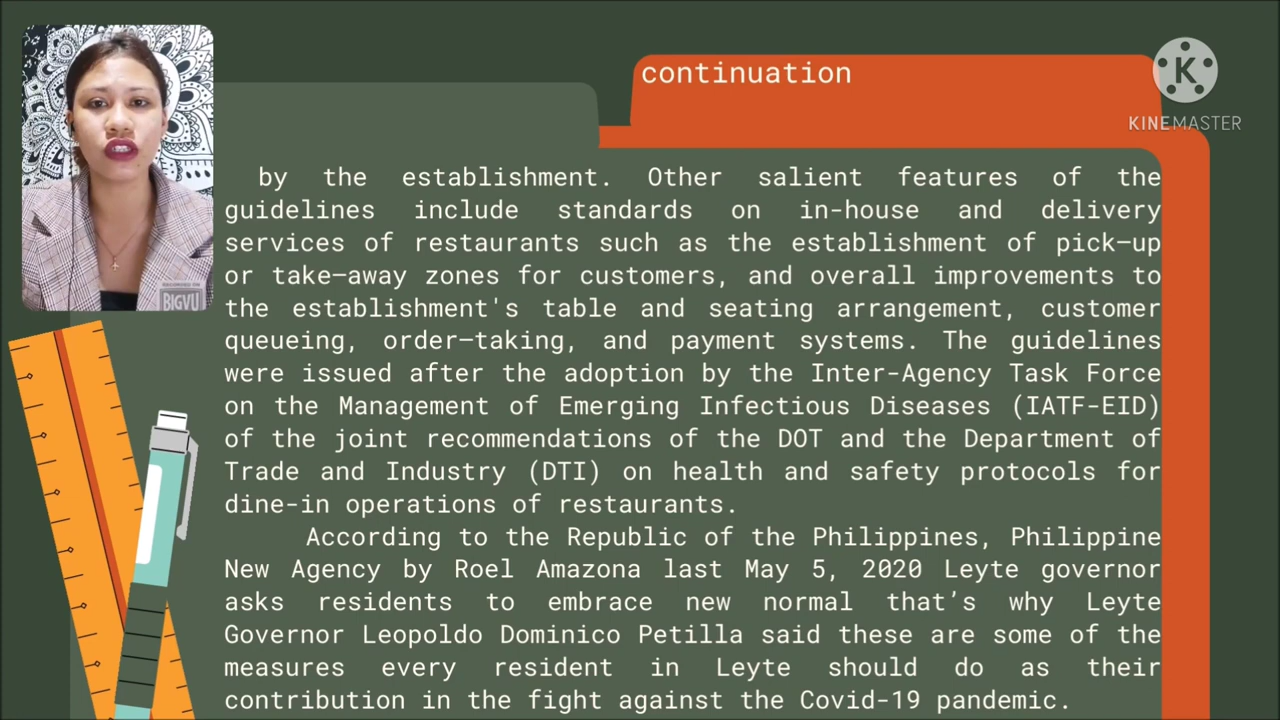 continuation
K
KINEMASTER
by the establishment. Other salient features of the
guidelines include standards on in-house and delivery
services of restaurants such as the establishment of pick–up
or take–away zones for customers, and overall improvements to
the establishment's table and seating arrangement, customer
queueing, order–taking, and payment systems. The guidelines
were issued after the adoption by the Inter-Agency Task Force
on the Management of Emerging Infectious Diseases (IATF-EID)
of the joint recommendations of the DOT and the Department of
Trade and Industry (DTI) on health and safety protocols for
dine-in operations of restaurants.
According to the Republic of the Philippines, Philippine
New Agency by Roel Amazona last May 5, 2020 Leyte governor
asks residents to embrace new normal that’s why Leyte
Governor Leopoldo Dominico Petilla said these are some of the
measures every resident in Leyte should do as their
contribution in the fight against the Covid-19 pandemic.
BIGVU